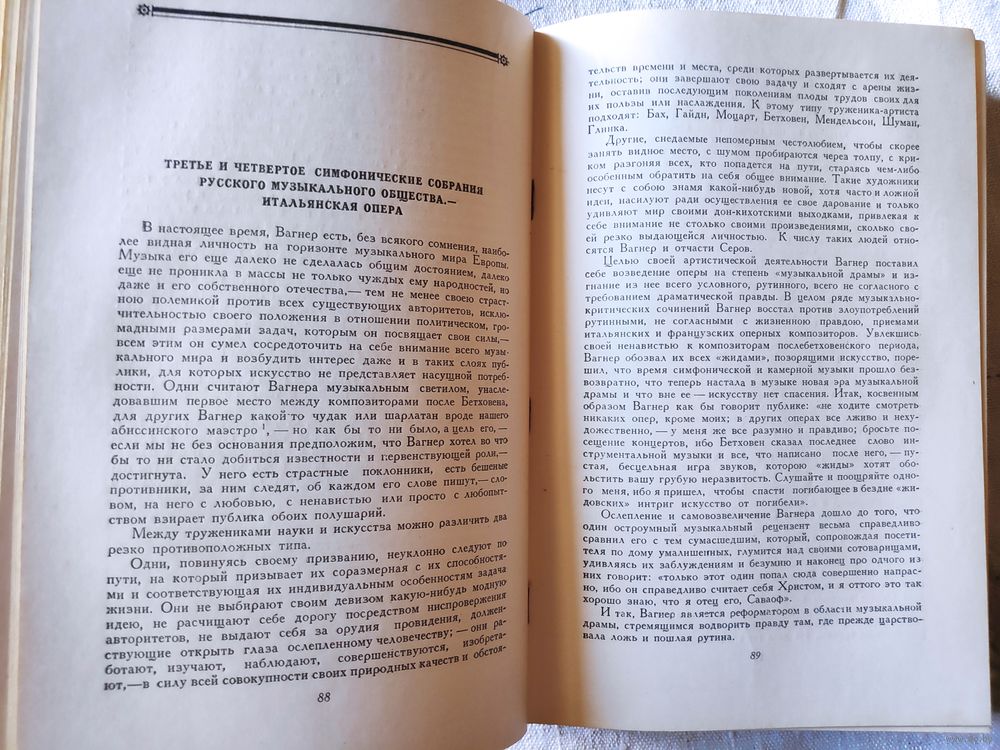 ТРЕТЬЕ И ЧЕТВЕРТОЕ СИМФОНИЧЕСКИЕ СОБРАНИЯ
РУССКОГО МУЗЫКАЛЬНОГО ОБЩЕСТВА.—
ИТАЛЬЯНСКАЯ ОПЕРА
В настоящее время, Вагнер есть, без всякого сомнения, наибо-
лее видная личность на горизонте музыкального мира Европы.
Музыка его еще далеко не сделалась общим достоянием, далеко
еще не проникла в массы не только чуждых ему народностей, но
даже и его собственного отечества,— тем не менее своею страст-
ною полемикой против всех существующих авторитетов, исклю-
чительностью своего положения в отношении политическом, гро-
мадными размерами задач, которым он посвящает свои силы,—
всем этим он сумел сосредоточить на себе внимание всего музы-
кального мира и возбудить интерес даже и в таких слоях пуб-
лики, для которых искусство не представляет насущной потреб-
ности. Одни считают Вагнера музыкальным светилом, унасле-
довавшим первое место между композиторами после Бетховена,
для других Вагнер какой-то чудак или шарлатан вроде нашего
абиссинского маэстро ¹, — но как бы то ни было, а цель его,—
если мы не без основания предположим, что Вагнер хотел во что
бы то ни стало добиться известности и первенствующей роли,—
достигнута. У него есть страстные поклонники, есть бешеные
противники, за ним следят, об каждом его слове пишут,— сло-
вом, на него с любовью, с ненавистью или просто с любопыт-
ством взирает публика обоих полушарий.
Между тружениками науки и искусства можно различить два
резко противоположных типа.
Одни, повинуясь своему призванию, неуклонно следуют по
пути, на который призывает их соразмерная с их способностя-
ми и соответствующая их индивидуальным особенностям задача
жизни. Они не выбирают своим девизом какую-нибудь модную
идею, не расчищают себе дорогу посредством ниспровержения
авторитетов, не выдают себя за орудия провидения, должен-
ствующие открыть глаза ослепленному человечеству; — они ра-
ботают, изучают, наблюдают, совершенствуются, изобрета-
ют,—в силу всей совокупности своих природных качеств и обстоя-
88
тельств времени и места, среди которых развертывается их дея-
тельность; они завершают свою задачу и сходят с арены жиз-
ни, оставив последующим поколениям плоды трудов своих для
их пользы или наслаждения. К этому типу труженика-артиста
подходят: Бах, Гайдн, Моцарт, Бетховен, Мендельсон, Шуман,
Глинка.
Другие, снедаемые непомерным честолюбием, чтобы скорее
занять видное место, с шумом пробираются через толпу, с кри-
ком разгоняя всех, кто попадется на пути, стараясь чем-либо
особенным обратить на себя общее внимание. Такие художники
несут с собою знамя какой-нибудь новой, хотя часто и ложной
идеи, насилуют ради осуществления ее свое дарование и только
удивляют мир своими дон-кихотскими выходками, привлекая к
себе внимание не столько своими произведениями, сколько сво-
ей резко выдающейся личностью. К числу таких людей отно-
сятся Вагнер и отчасти Серов.
Целью своей артистической деятельности Вагнер поставил
себе возведение оперы на степень «музыкальной драмы» и из-
гнание из нее всего условного, рутинного, всего не согласного с
требованием драматической правды. В целом ряде музыкально-
критических сочинений Вагнер восстал против злоупотреблений
рутинными, не согласными с жизненною правдою, приемами
итальянских и французских оперных композиторов. Увлекшись
своей ненавистью к композиторам послебетховенского периода,
Вагнер обозвал их всех «жидами», позорящими искусство, поре-
шил, что время симфонической и камерной музыки прошло без-
возвратно, что теперь настала в музыке новая эра музыкальной
драмы и что вне ее — искусству нет спасения. Итак, косвенным
образом Вагнер как бы говорит публике: «не ходите смотреть
никаких опер, кроме моих; в других операх все лживо и неху-
дожественно,— у меня же все разумно и правдиво; бросьте по-
сещение концертов, ибо Бетховен сказал последнее слово ин-
струментальной музыки и все, что написано после него, — пу-
стая, бесцельная игра звуков, которою «жиды» хотят обо-
льстить вашу грубую неразвитость. Слушайте и поощряйте одно-
го меня, ибо я пришел, чтобы спасти погибающее в бездне «жи-
довских» интриг искусство от погибели».
Ослепление и самовозвеличение Вагнера дошло до того, что
один остроумный музыкальный рецензент весьма справедливо
сравнил его с тем сумасшедшим, который, сопровождая посети-
теля по дому умалишенных, глумится над своими сотоварищами,
удивляясь их заблуждениям и безумию и наконец про одного из
них говорит: «только этот один попал сюда совершенно напрас-
но, ибо он справедливо считает себя Христом, и я оттого это так
хорошо знаю, что я отец его, Саваоф».
И так, Вагнер является реформатором в области музыкальной
драмы, стремящимся водворить правду там, где прежде царство-
вала ложь и пошлая рутина.
89